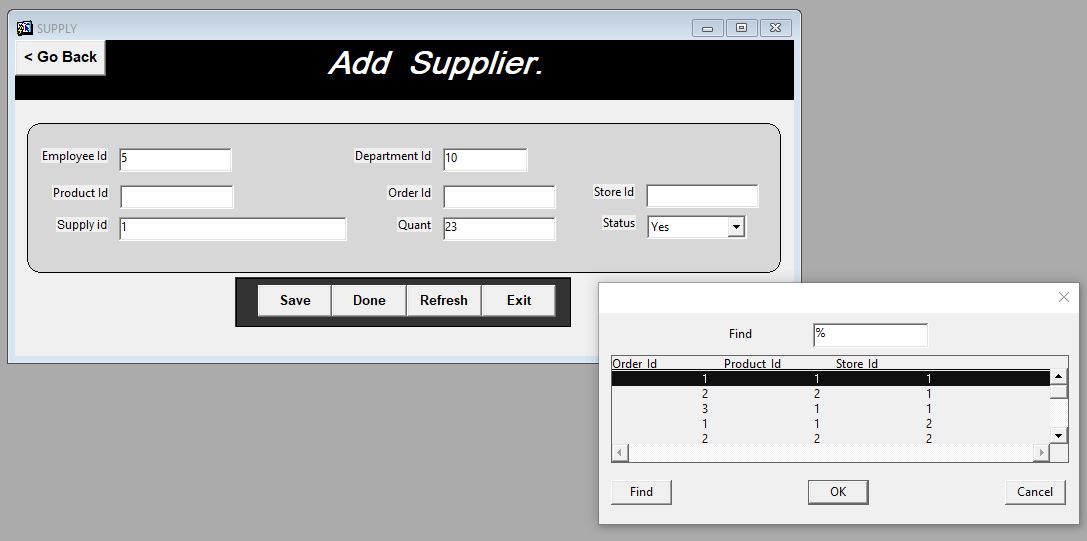 SUPPLY
< Go Back
Add Supplier.
Employee Id 5 Department Id 10
Product Id Order Id Store Id
Supply id 1 Quant 23 Status Yes
Save Done Refresh Exit
Find %
Order Id Product Id Store Id
1 1 1
2 2 1
3 1 1
1 1 2
2 2 2
Find OK Cancel